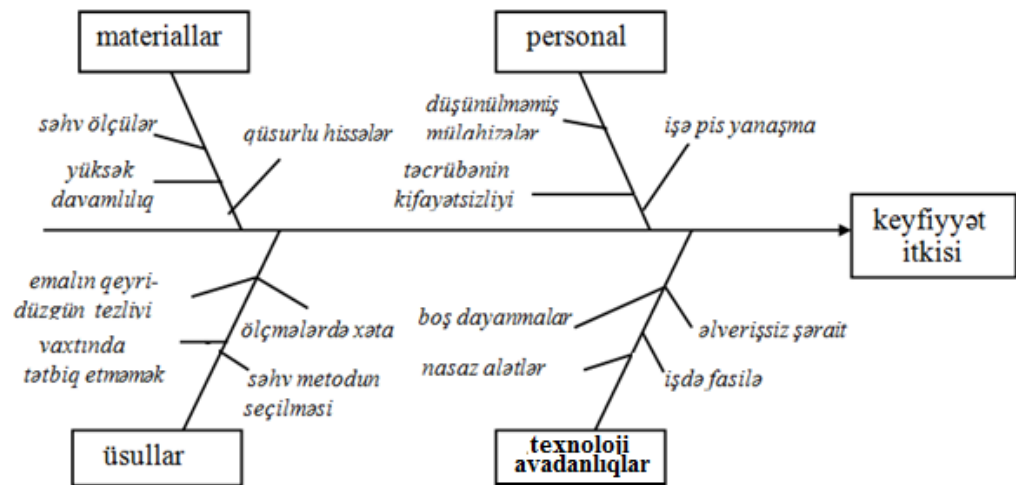 materiallar
personal
səhv ölçülər
qüsurlu hissələr
yüksək
davamlılıq
düşünülməmiş
mülahizələr
işə pis yanaşma
təcrübənin
kifayətsizliyi
keyfiyyət
itkisi
emalın qeyri-
düzgün tezliyi
ölçmələrdə xəta
vaxtında
tətbiq etməmək
səhv metodun
seçilməsi
boş dayanmalar
əlverişsiz şərait
nasaz alətlər
işdə fasilə
üsullar
texnoloji
avadanlıqlar